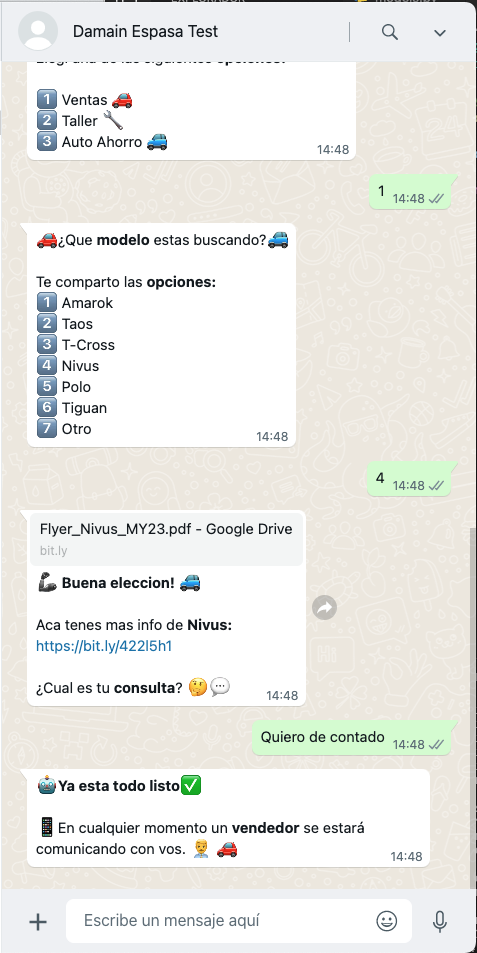 Damain Espasa Test
opciones:
1 Ventas 🚗
2 Taller 🔧
3 Auto Ahorro 🚙
14:48
1 14:48
🚗¿Que modelo estas buscando?🚙
Te comparto las opciones:
1 Amarok
2 Taos
3 T-Cross
4 Nivus
5 Polo
6 Tiguan
7 Otro
14:48
4 14:48
Flyer_Nivus_MY23.pdf - Google Drive
bit.ly
🦾 Buena eleccion! 🚙
Aca tenes mas info de Nivus:
https://bit.ly/422l5h1
¿Cual es tu consulta? 🤔💬
14:48
Quiero de contado 14:48
🤖Ya esta todo listo✅
📱En cualquier momento un vendedor se estará
comunicando con vos. 👨‍💼 🚗
14:48
Escribe un mensaje aquí